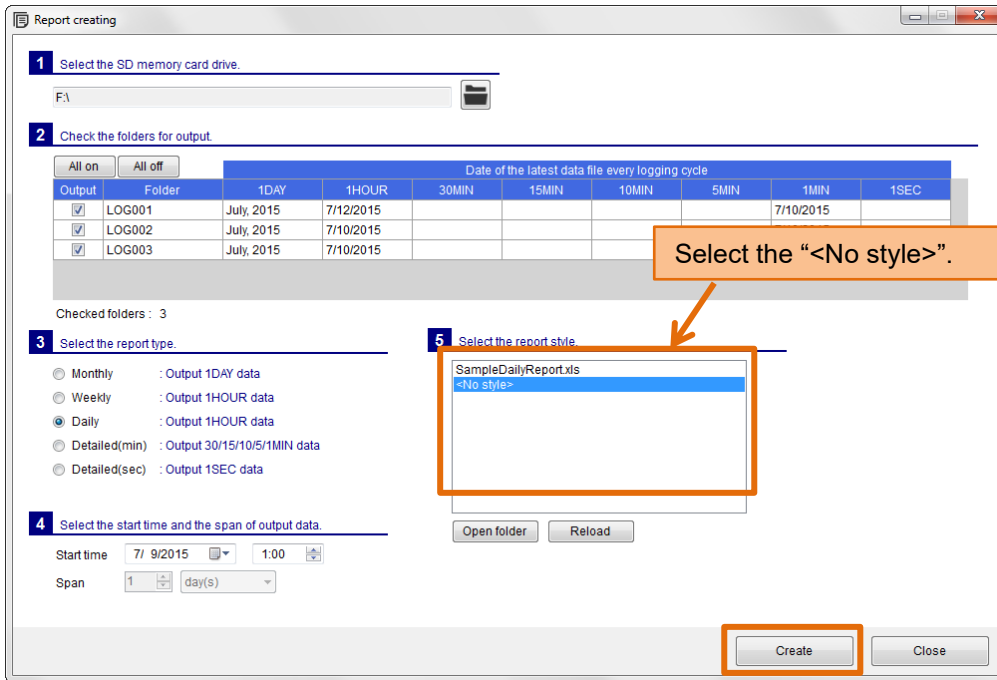 Report creating
1 Select the SD memory card drive.
F:\
2 Check the folders for output.
All on All off Date of the latest data file every logging cycle
Output Folder 1DAY 1HOUR 30MIN 15MIN 10MIN 5MIN 1MIN 1SEC
LOG001 July, 2015 7/12/2015 7/10/2015
LOG002 July, 2015 7/10/2015
LOG003 July, 2015 7/10/2015
Select the “<No style>”.
Checked folders : 3
3 Select the report type.
Monthly : Output 1DAY data
Weekly : Output 1HOUR data
Daily : Output 1HOUR data
Detailed(min) : Output 30/15/10/5/1MIN data
Detailed(sec) : Output 1SEC data
4 Select the start time and the span of output data.
Start time 7/ 9/2015 1:00
Span 1 day(s)
5 Select the report style.
SampleDailyReport.xls
<No style>
Open folder Reload
Create Close